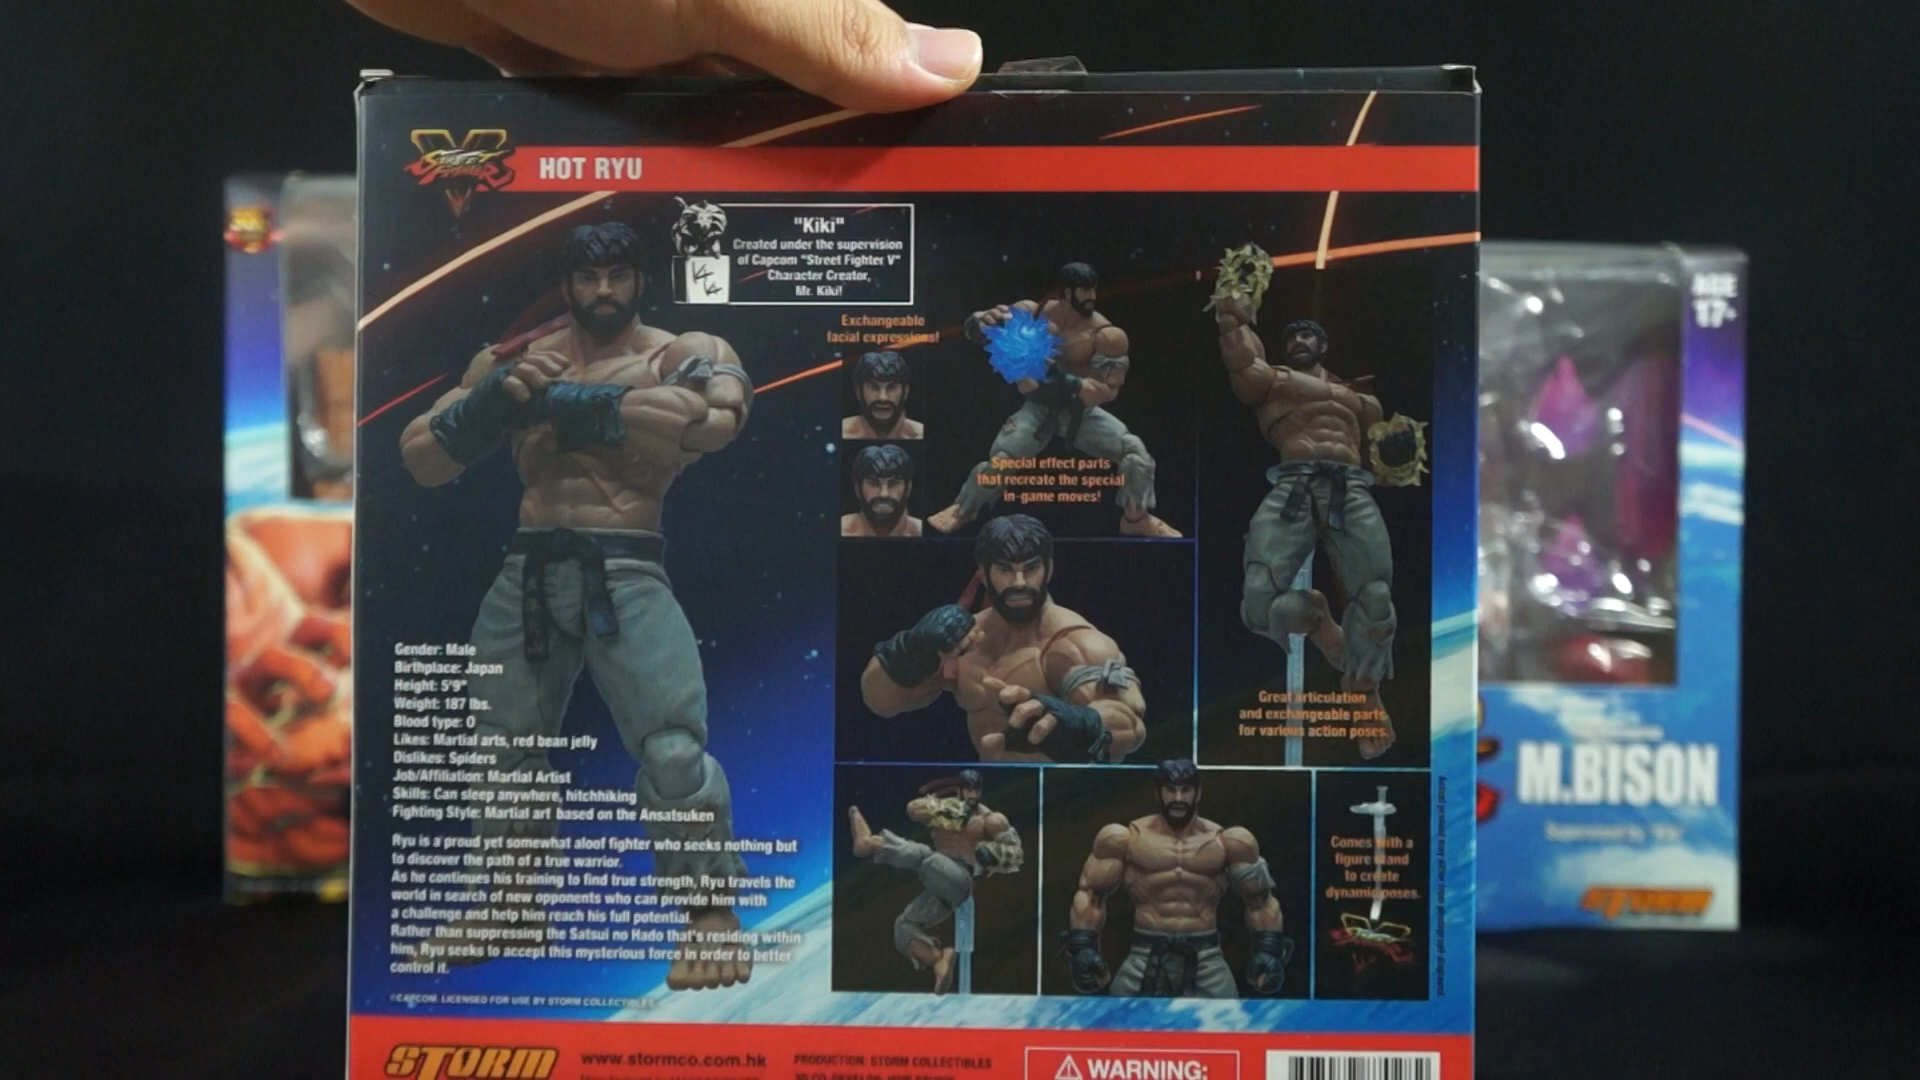 STREET
FIGHTER
V
HOT RYU
"Kiki"
Created under the supervision
of Capcom "Street Fighter V"
Character Creator,
Mr. Kiki!
Exchangeable
facial expressions!
Special effect parts
that recreate the special
in-game moves!
Great articulation
and exchangeable parts
for various action poses.
Comes with a
figure stand
to create
dynamic poses.
Gender: Male
Birthplace: Japan
Height: 5'9"
Weight: 187 lbs.
Blood type: O
Likes: Martial arts, red bean jelly
Dislikes: Spiders
Job/Affiliation: Martial Artist
Skills: Can sleep anywhere, hitchhiking
Fighting Style: Martial art based on the Ansatsuken
Ryu is a proud yet somewhat aloof fighter who seeks nothing but
to discover the path of a true warrior.
As he continues his training to find true strength, Ryu travels the
world in search of new opponents who can provide him with
a challenge and help him reach his full potential.
Rather than suppressing the Satsui no Hado that's residing within
him, Ryu seeks to accept this mysterious force in order to better
control it.
©CAPCOM. LICENSED FOR USE BY STORM COLLECTIBLES
STORM
www.stormco.com.hk
PRODUCTION: STORM COLLECTIBLES
WARNING:
AGE
17+
M.BISON
STORM